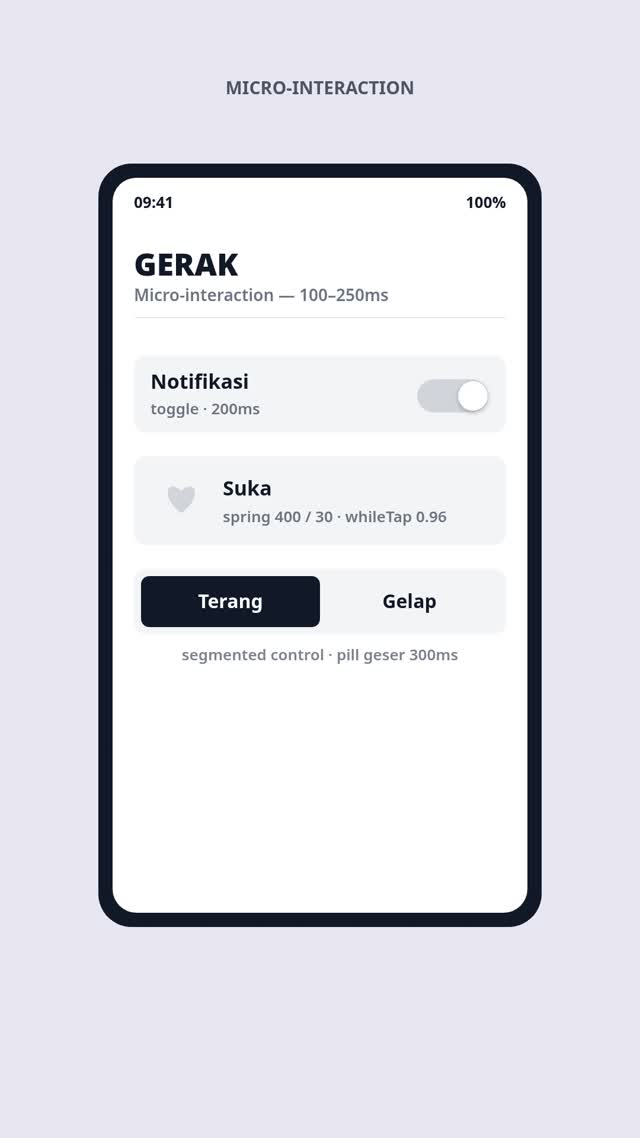 MICRO-INTERACTION
09:41 100%
GERAK
Micro-interaction — 100–250ms
Notifikasi
toggle · 200ms
Suka
spring 400 / 30 · whileTap 0.96
Terang Gelap
segmented control · pill geser 300ms